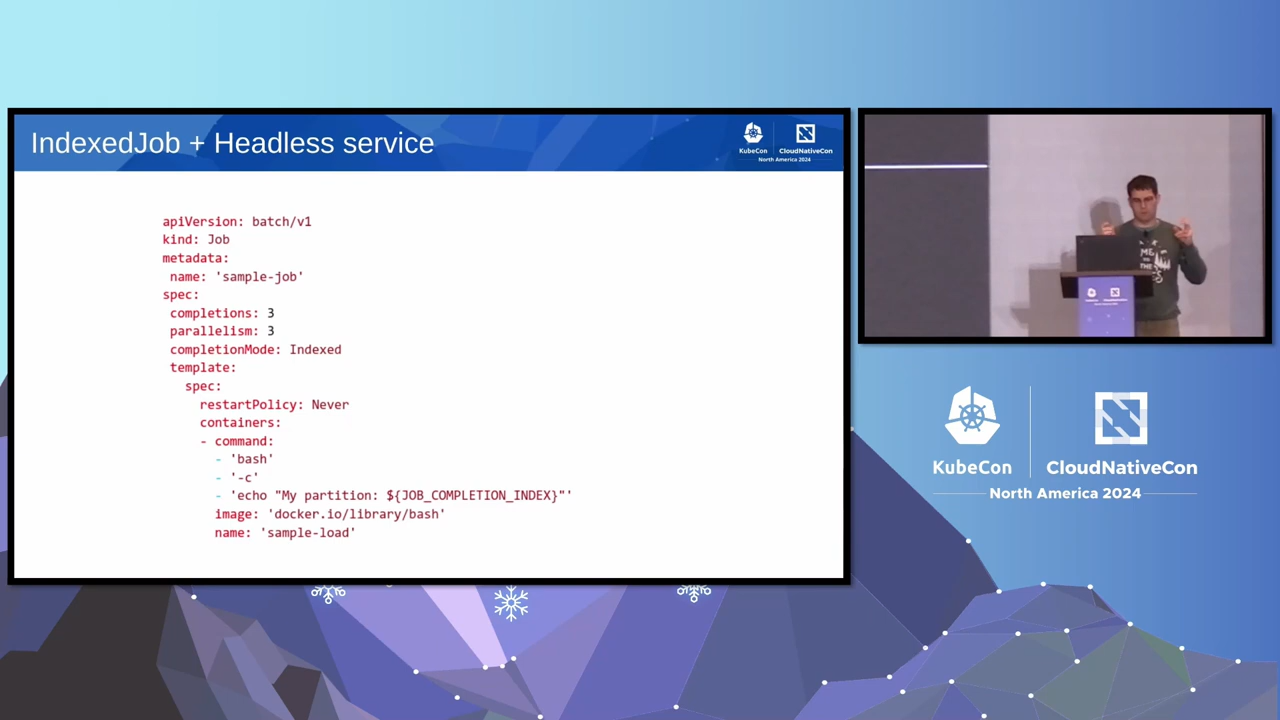 IndexedJob + Headless service
KubeCon
CloudNativeCon
North America 2024
apiVersion: batch/v1
kind: Job
metadata:
name: 'sample-job'
spec:
completions: 3
parallelism: 3
completionMode: Indexed
template:
spec:
restartPolicy: Never
containers:
- command:
- 'bash'
- '-c'
- 'echo "My partition: ${JOB_COMPLETION_INDEX}"'
image: 'docker.io/library/bash'
name: 'sample-load'
KubeCon
CloudNativeCon
North America 2024